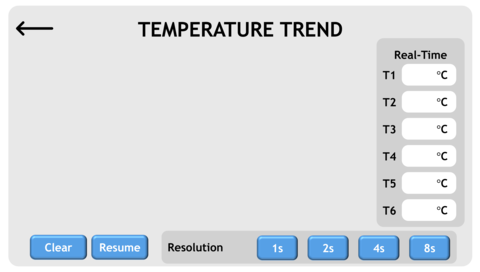 TEMPERATURE TREND
Real-Time
T1 °C
T2 °C
T3 °C
T4 °C
T5 °C
T6 °C
Clear Resume Resolution 1s 2s 4s 8s